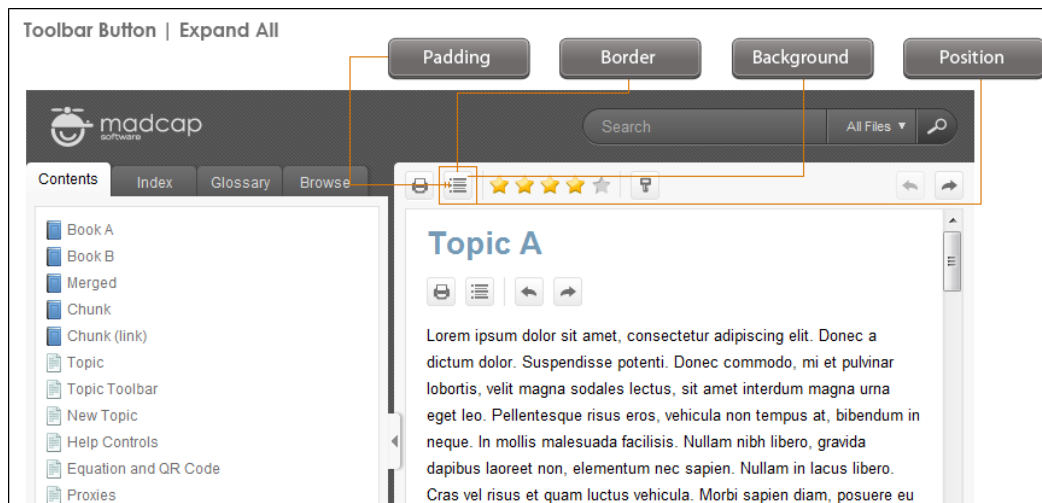 Toolbar Button | Expand All
Padding
Border
Background
Position
madcap
software
Search
All Files
Contents
Index
Glossary
Browse
Book A
Book B
Merged
Chunk
Chunk (link)
Topic
Topic Toolbar
New Topic
Help Controls
Equation and QR Code
Proxies
Topic A
Lorem ipsum dolor sit amet, consectetur adipiscing elit. Donec a
dictum dolor. Suspendisse potenti. Donec commodo, mi et pulvinar
lobortis, velit magna sodales lectus, sit amet interdum magna urna
eget leo. Pellentesque risus eros, vehicula non tempus at, bibendum in
neque. In mollis malesuada facilisis. Nullam nibh libero, gravida
dapibus laoreet non, elementum nec sapien. Nullam in lacus libero.
Cras vel risus et quam luctus vehicula. Morbi sapien diam, posuere eu